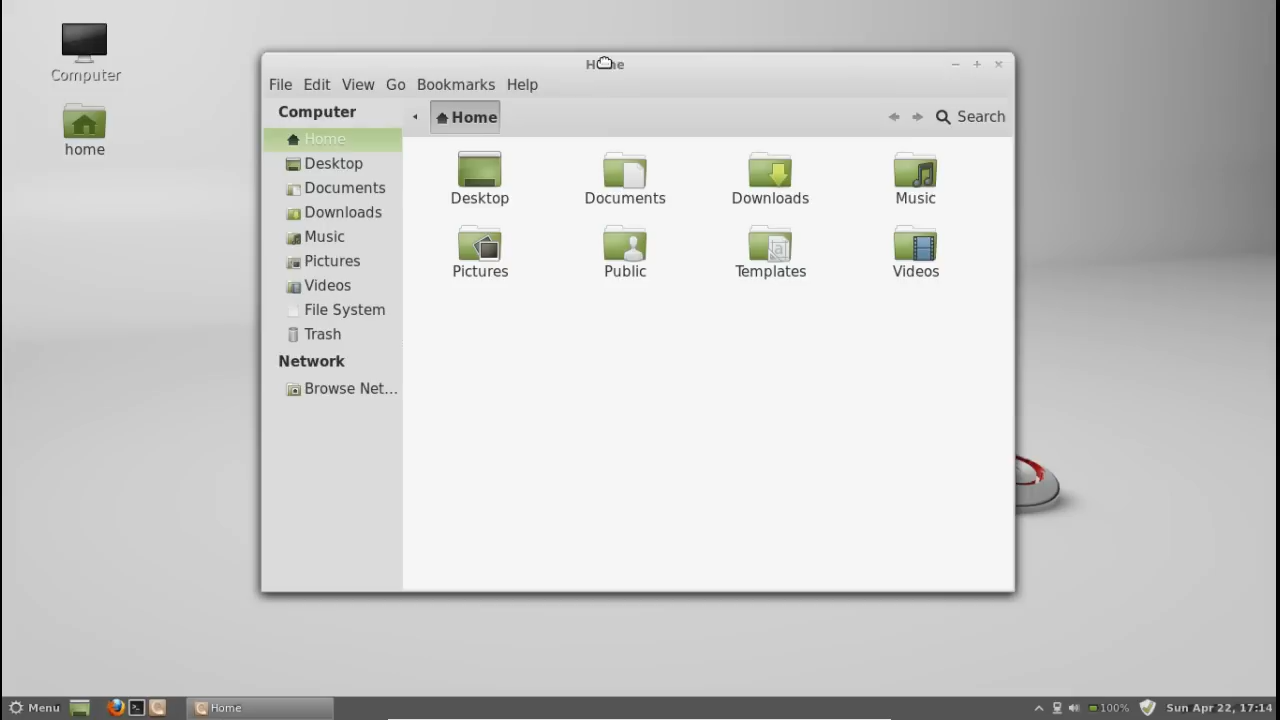 Computer
home
Home
File Edit View Go Bookmarks Help
Computer
Home
Desktop
Documents
Downloads
Music
Pictures
Videos
File System
Trash
Network
Browse Net...
Home
Search
Desktop
Documents
Downloads
Music
Pictures
Public
Templates
Videos
Menu
Home
100%
Sun Apr 22, 17:14